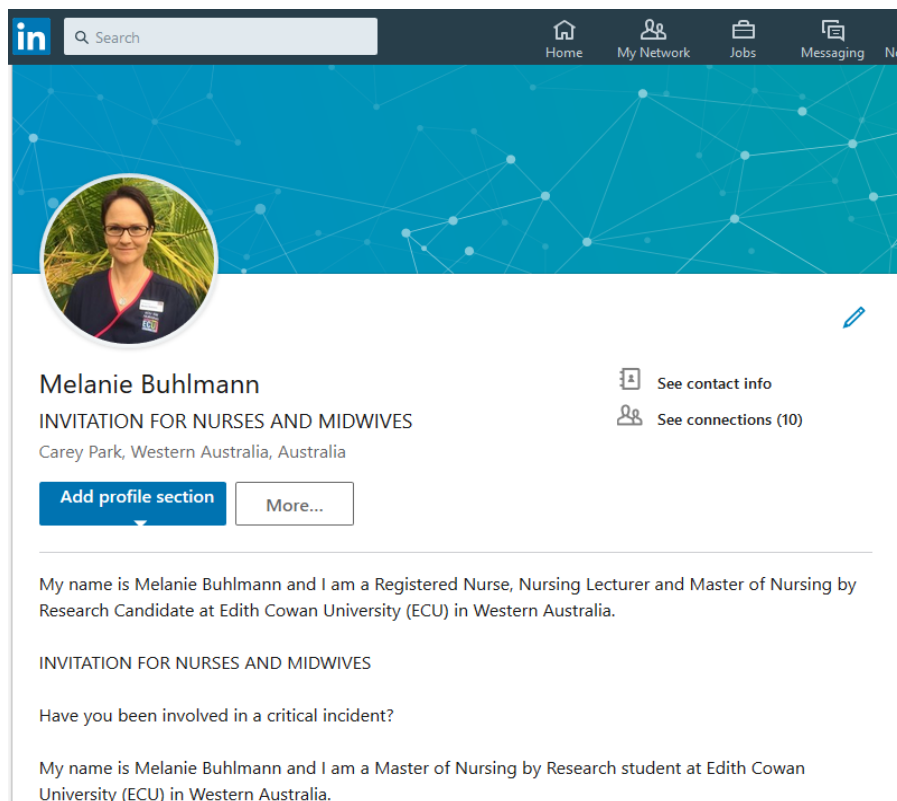 in
Search
Home
My Network
Jobs
Messaging
ECU
Melanie Buhlmann
INVITATION FOR NURSES AND MIDWIVES
Carey Park, Western Australia, Australia
See contact info
See connections (10)
Add profile section
More...
My name is Melanie Buhlmann and I am a Registered Nurse, Nursing Lecturer and Master of Nursing by
Research Candidate at Edith Cowan University (ECU) in Western Australia.
INVITATION FOR NURSES AND MIDWIVES
Have you been involved in a critical incident?
My name is Melanie Buhlmann and I am a Master of Nursing by Research student at Edith Cowan
University (ECU) in Western Australia.